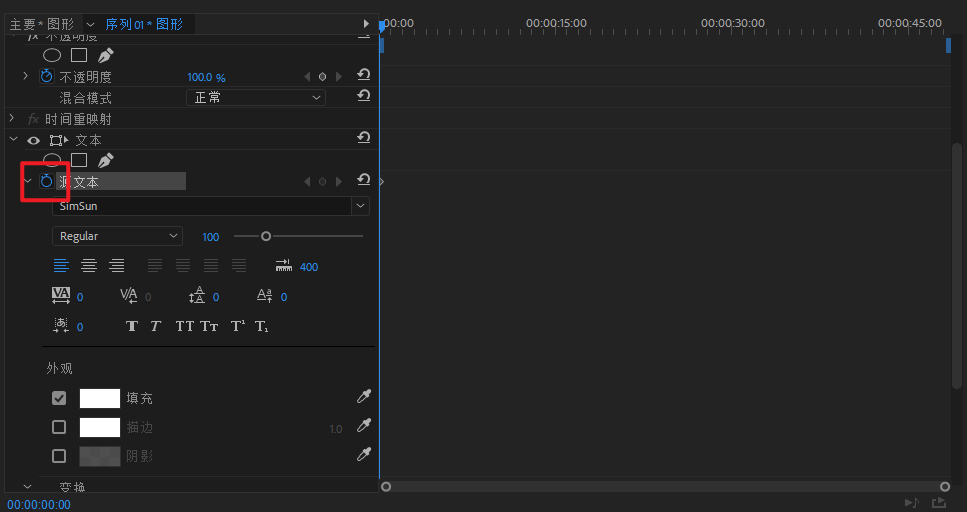 主要 * 图形 序列 01 * 图形 :00:00 00:00:15:00 00:00:30:00 00:00:45:00
fx 不透明度
不透明度 100.0 %
混合模式 正常
fx 时间重映射
文本
源文本
SimSun
Regular 100
400
VA 0 V/A 0 A A 0 Aa 0
あ 0 T T TT Tт T¹ T₁
外观
填充
描边 1.0
阴影
变换
00:00:00:00